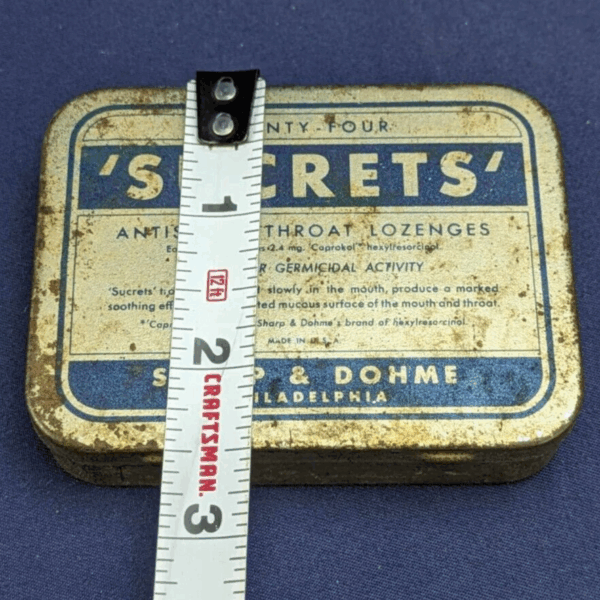 NTY-FOUR
'S CRETS'
ANTIS THROAT LOZENGES
2.4 mg. Caprokol hexylresorcinol
R GERMICIDAL ACTIVITY
'Sucrets' slowly in the mouth, produce a marked
soothing eff ted mucous surface of the mouth and throat.
*'Capr Sharp & Dohme's brand of hexylresorcinol.
MADE IN U.S.A.
S P & DOHME
ILADELPHIA
1
12 ft
2
CRAFTSMAN.
3